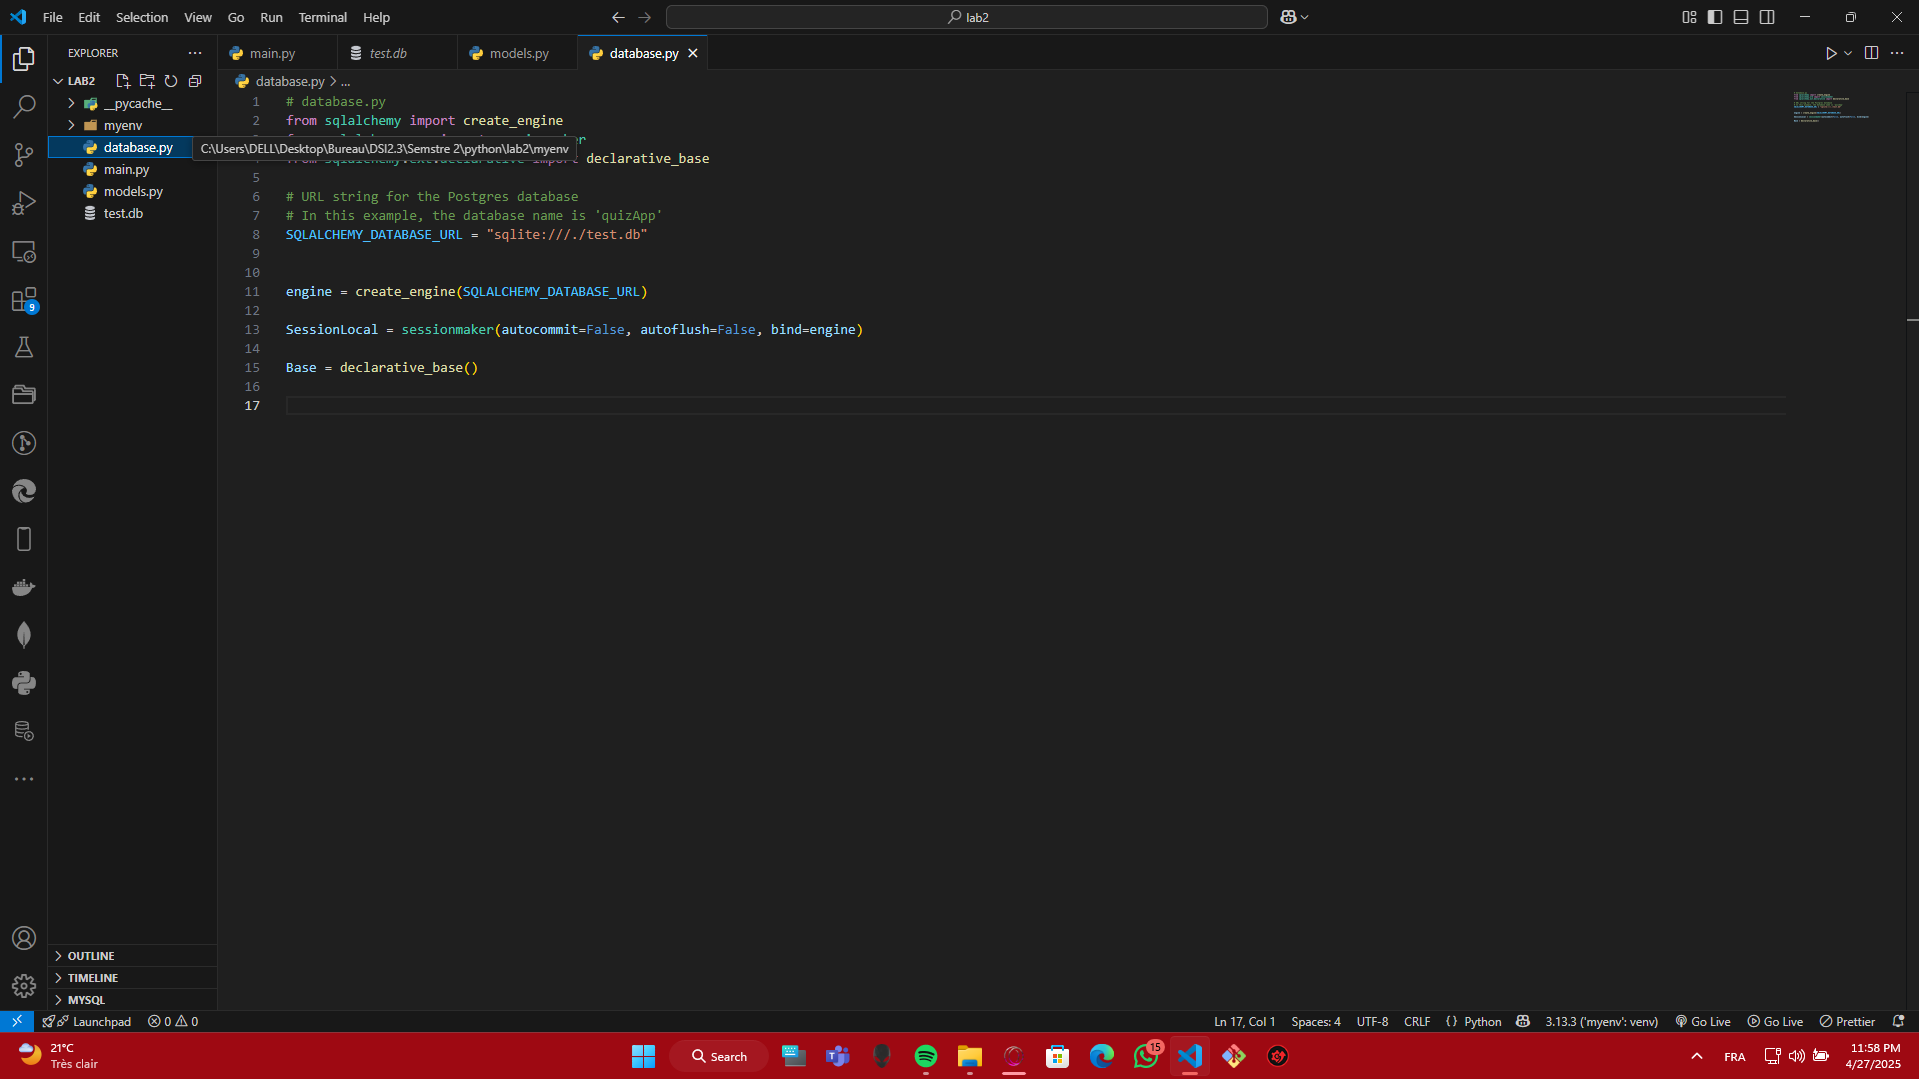 File Edit Selection View Go Run Terminal Help
lab2
EXPLORER
LAB2
__pycache__
myenv
database.py
main.py
models.py
test.db
OUTLINE
TIMELINE
MYSQL
main.py
test.db
models.py
database.py
database.py > ...
C:\Users\DELL\Desktop\Bureau\DSI2.3\Semstre 2\python\lab2\myenv
1 # database.py
2 from sqlalchemy import create_engine
declarative_base
5
6 # URL string for the Postgres database
7 # In this example, the database name is 'quizApp'
8 SQLALCHEMY_DATABASE_URL = "sqlite:///./test.db"
9
10
11 engine = create_engine(SQLALCHEMY_DATABASE_URL)
12
13 SessionLocal = sessionmaker(autocommit=False, autoflush=False, bind=engine)
14
15 Base = declarative_base()
16
17
9
Launchpad 0 0
Ln 17, Col 1 Spaces: 4 UTF-8 CRLF {} Python 3.13.3 ('myenv': venv) Go Live Go Live Prettier
21°C
Très clair
Search
15
FRA
11:58 PM
4/27/2025